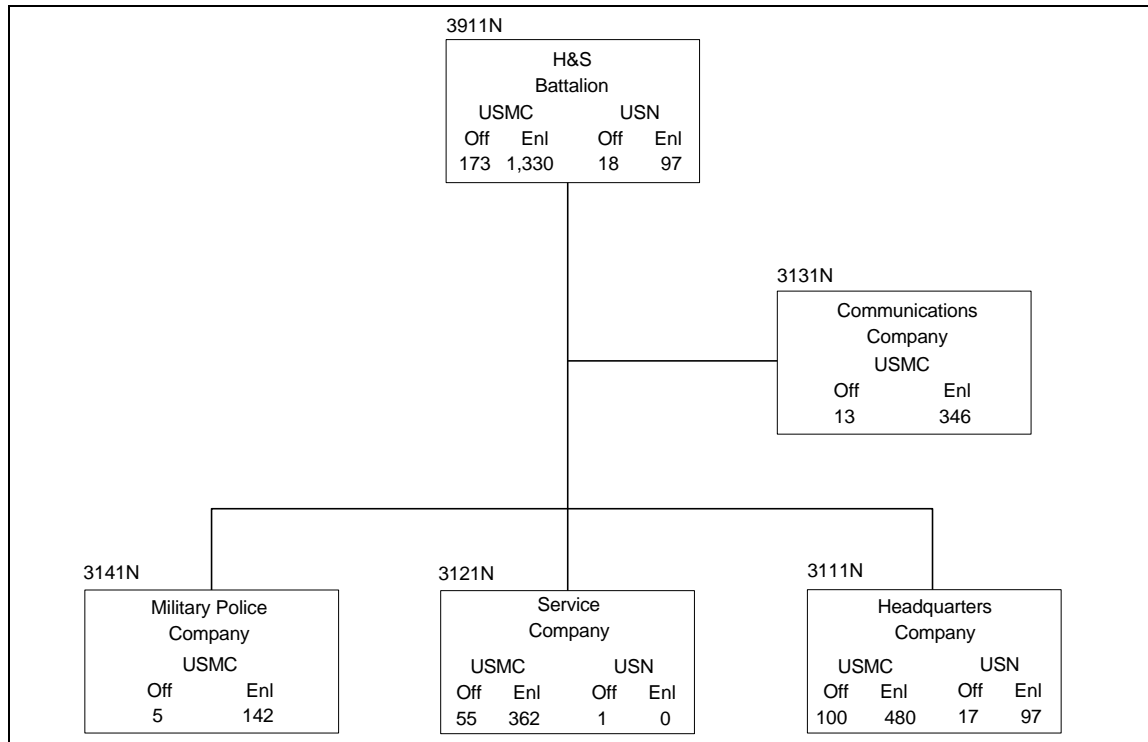 3911N
H&S
Battalion
USMC USN
Off Enl Off Enl
173 1,330 18 97
3131N
Communications
Company
USMC
Off Enl
13 346
3141N
Military Police
Company
USMC
Off Enl
5 142
3121N
Service
Company
USMC USN
Off Enl Off Enl
55 362 1 0
3111N
Headquarters
Company
USMC USN
Off Enl Off Enl
100 480 17 97